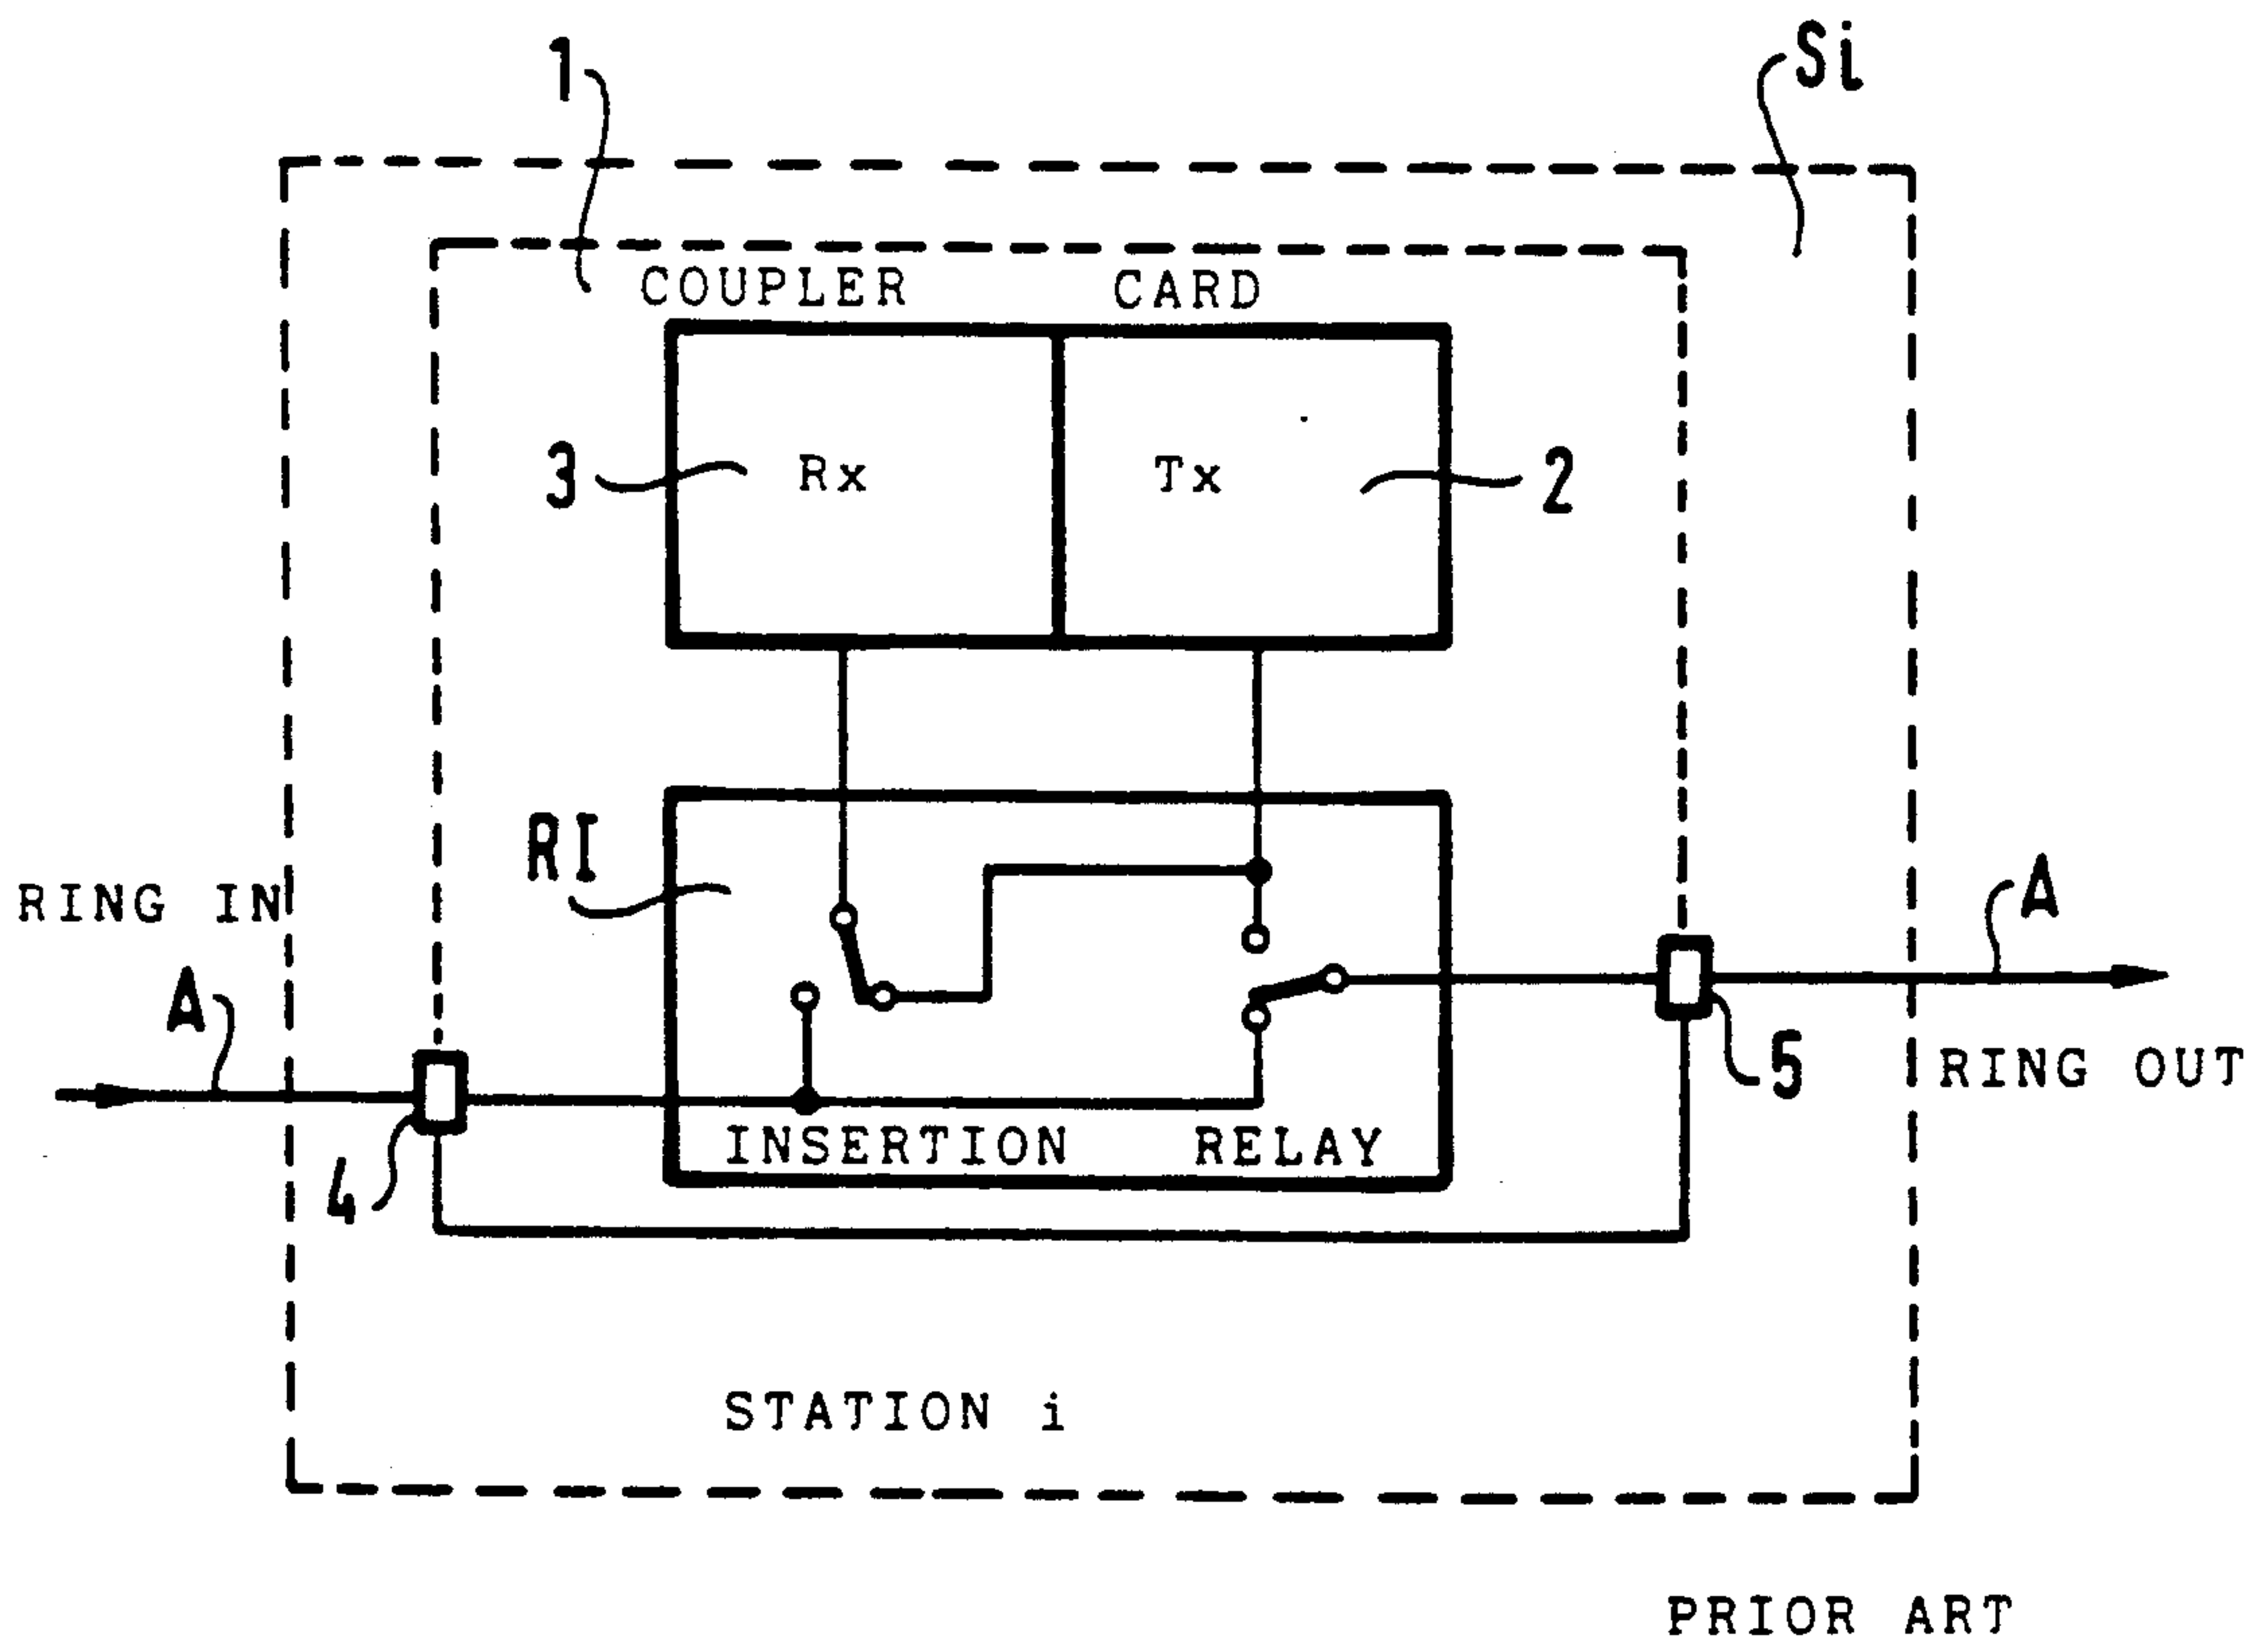 1
Si
COUPLER CARD
3
Rx
Tx
2
RI
RING IN
A
A
5
RING OUT
4
INSERTION RELAY
STATION i
PRIOR ART